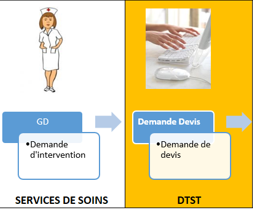 GD
•Demande
d'intervention
SERVICES DE SOINS
Demande Devis
•Demande de
devis
DTST